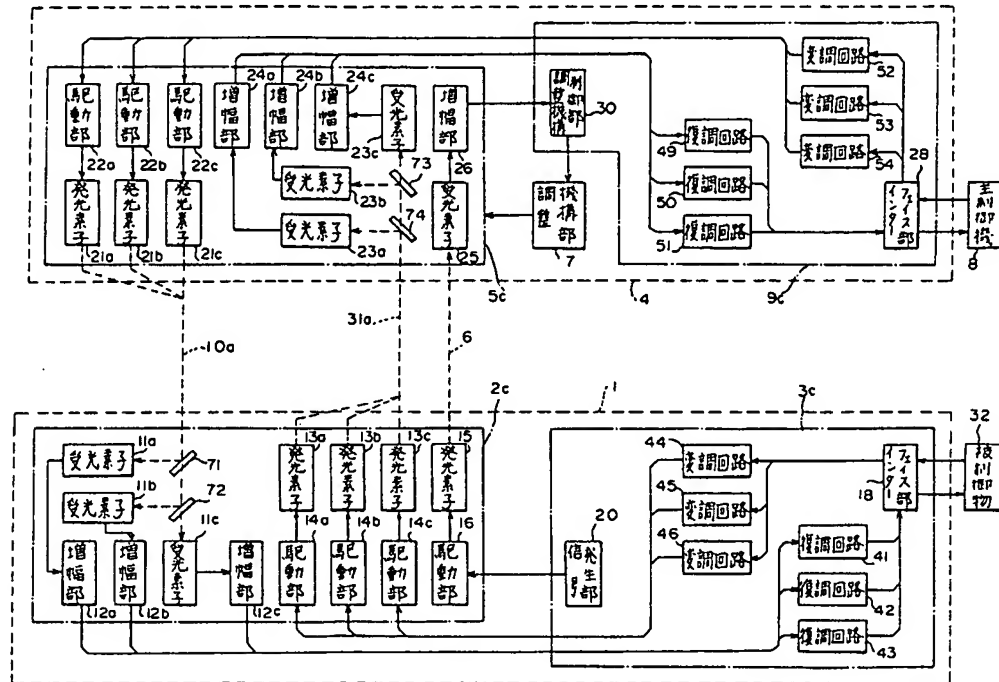 変調回路
52
変調回路
53
変調回路
54
24a
24b
24c
駆動部
駆動部
駆動部
増幅部
増幅部
増幅部
受光素子
増幅部
調整機構
制御部
30
22a
22b
22c
23c
73
26
復調回路
49
復調回路
50
復調回路
51
28
インターフェイス部
主制御機
8
発光素子
発光素子
発光素子
受光素子
23b
受光素子
23a
74
受光素子
調整
機構部
21a
21b
21c
25
7
5c
4
9c
31a
6
10a
1
2c
3c
32
11a
受光素子
71
13a
13b
13c
15
発光素子
発光素子
発光素子
発光素子
44
変調回路
インターフェイス部
18
被制御物
11b
受光素子
72
11c
45
変調回路
14a
14b
14c
16
20
46
変調回路
増幅部
増幅部
受光素子
増幅部
駆動部
駆動部
駆動部
駆動部
信号
発生部
復調回路
41
12a
12b
12c
復調回路
42
復調回路
43